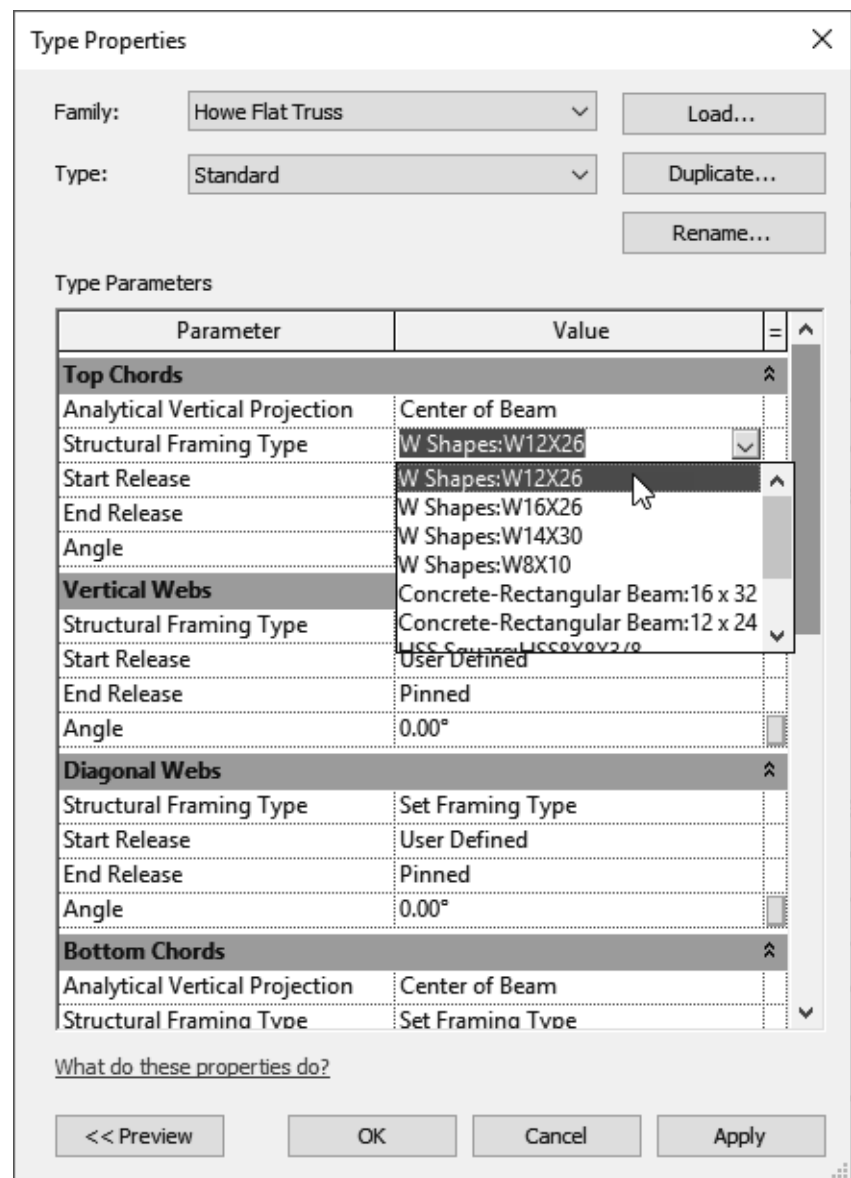 Type Properties
Family: Howe Flat Truss Load...
Type: Standard Duplicate...
Rename...
Type Parameters
Parameter Value =
Top Chords
Analytical Vertical Projection Center of Beam
Structural Framing Type W Shapes:W12X26
Start Release W Shapes:W12X26
End Release W Shapes:W16X26
W Shapes:W14X30
Angle W Shapes:W8X10
Vertical Webs Concrete-Rectangular Beam:16 x 32
Structural Framing Type Concrete-Rectangular Beam:12 x 24
HSS Square:HSS8X8X3/8
Start Release User Defined
End Release Pinned
Angle 0.00°
Diagonal Webs
Structural Framing Type Set Framing Type
Start Release User Defined
End Release Pinned
Angle 0.00°
Bottom Chords
Analytical Vertical Projection Center of Beam
Structural Framing Type Set Framing Type
What do these properties do?
<< Preview OK Cancel Apply